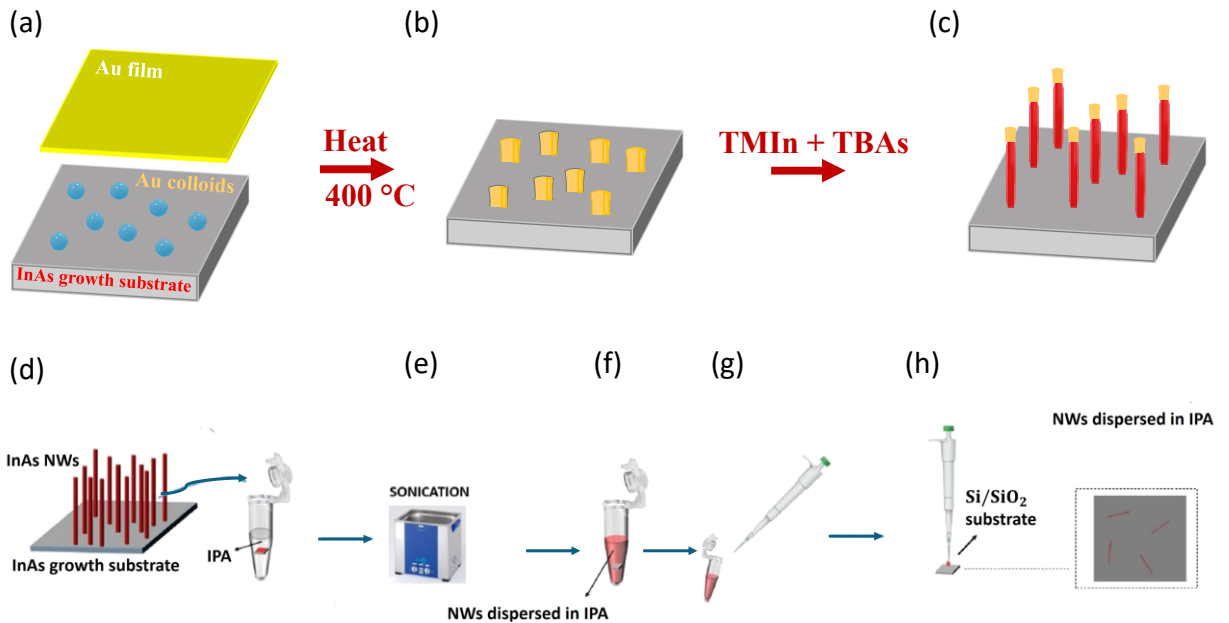 (a)
(b)
(c)
Au film
Au colloids
InAs growth substrate
Heat
400 °C
TMIn + TBAs
(d)
(e)
(f)
(g)
(h)
InAs NWs
IPA
InAs growth substrate
SONICATION
NWs dispersed in IPA
Si/SiO₂
substrate
NWs dispersed in IPA